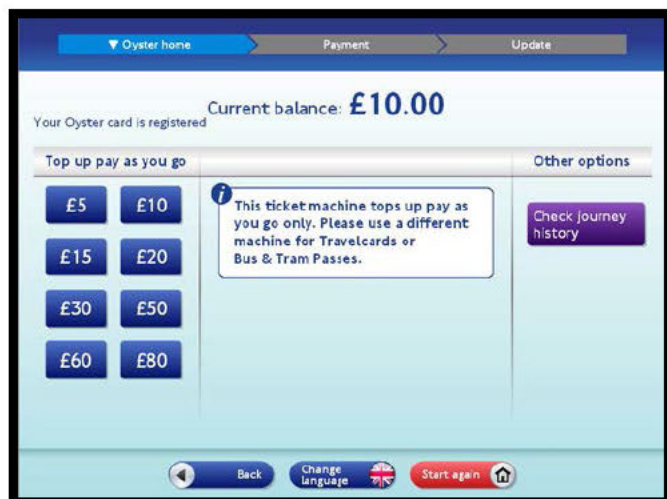 ▼ Oyster home
Payment
Update
Current balance: £10.00
Your Oyster card is registered
Top up pay as you go
Other options
£5 £10
£15 £20
£30 £50
£60 £80
i
This ticket machine tops up pay as
you go only. Please use a different
machine for Travelcards or
Bus & Tram Passes.
Check journey
history
Back
Change
language
Start again